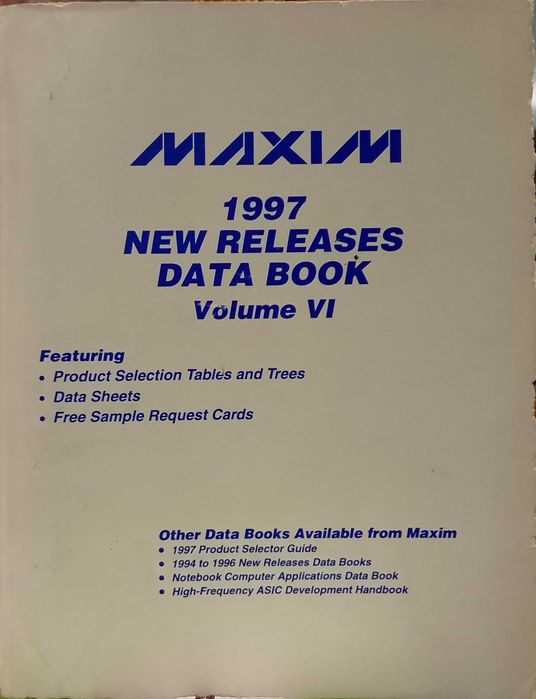 MAXIM
1997
NEW RELEASES
DATA BOOK
Volume VI
Featuring
• Product Selection Tables and Trees
• Data Sheets
• Free Sample Request Cards
Other Data Books Available from Maxim
• 1997 Product Selector Guide
• 1994 to 1996 New Releases Data Books
• Notebook Computer Applications Data Book
• High-Frequency ASIC Development Handbook